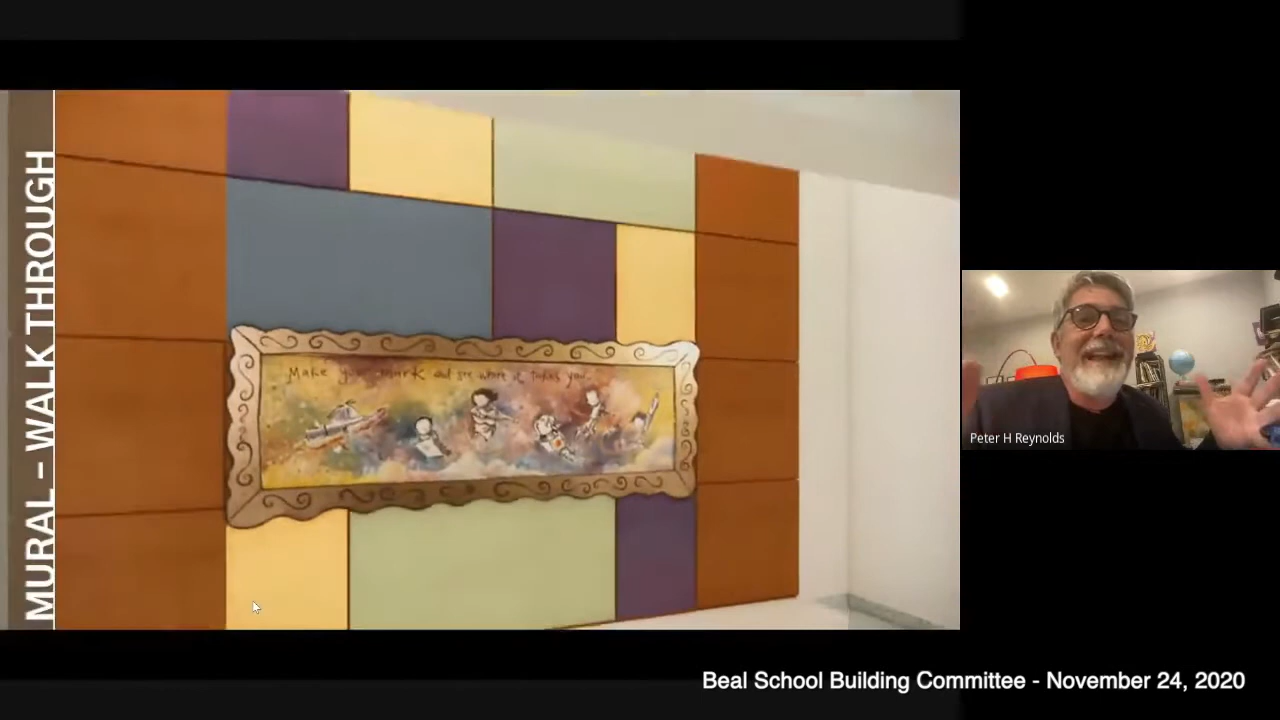 MURAL – WALK THROUGH
Make your mark and see where it takes you.
Peter H Reynolds
Beal School Building Committee - November 24, 2020